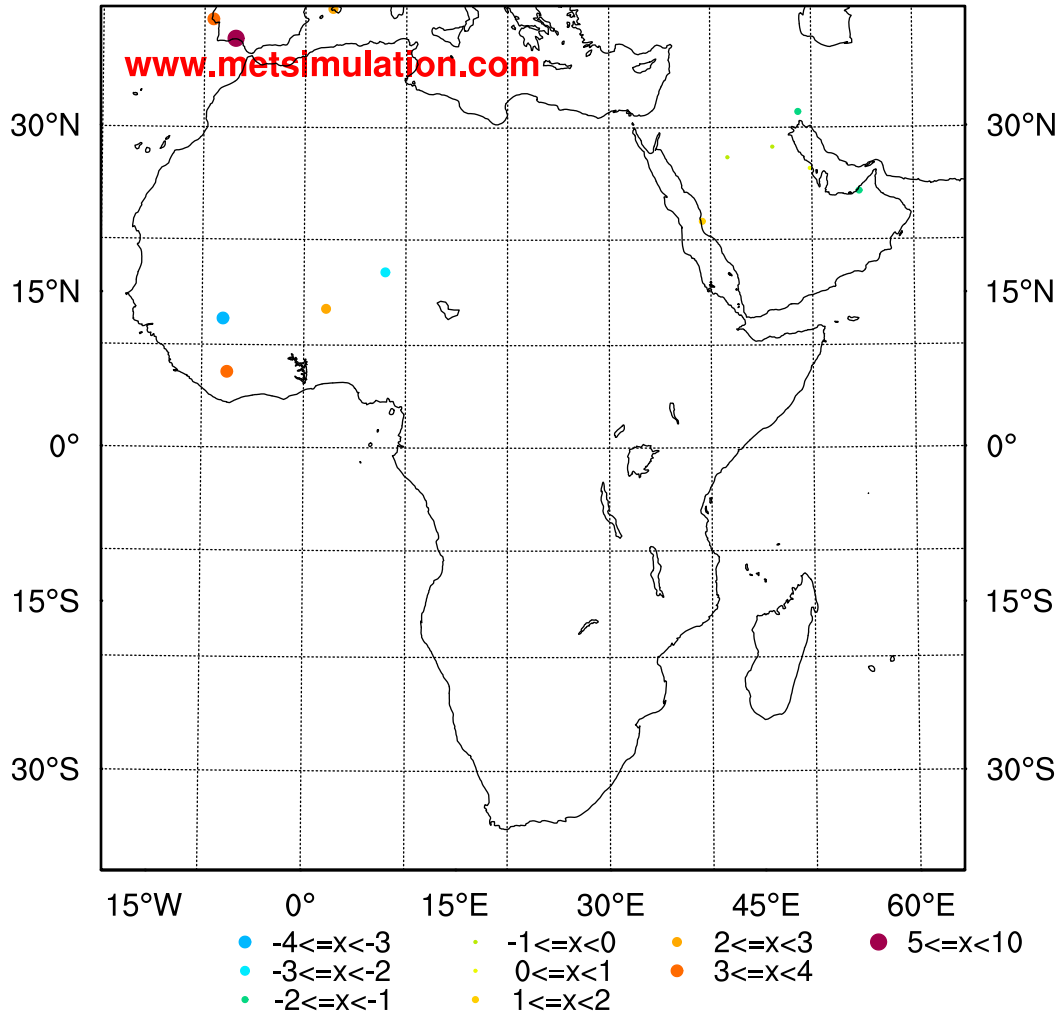 www.metsimulation.com
30°N 30°N
15°N 15°N
0° 0°
15°S 15°S
30°S 30°S
15°W 0° 15°E 30°E 45°E 60°E
-4<=x<-3 -1<=x<0 2<=x<3 5<=x<10
-3<=x<-2 0<=x<1 3<=x<4
-2<=x<-1 1<=x<2